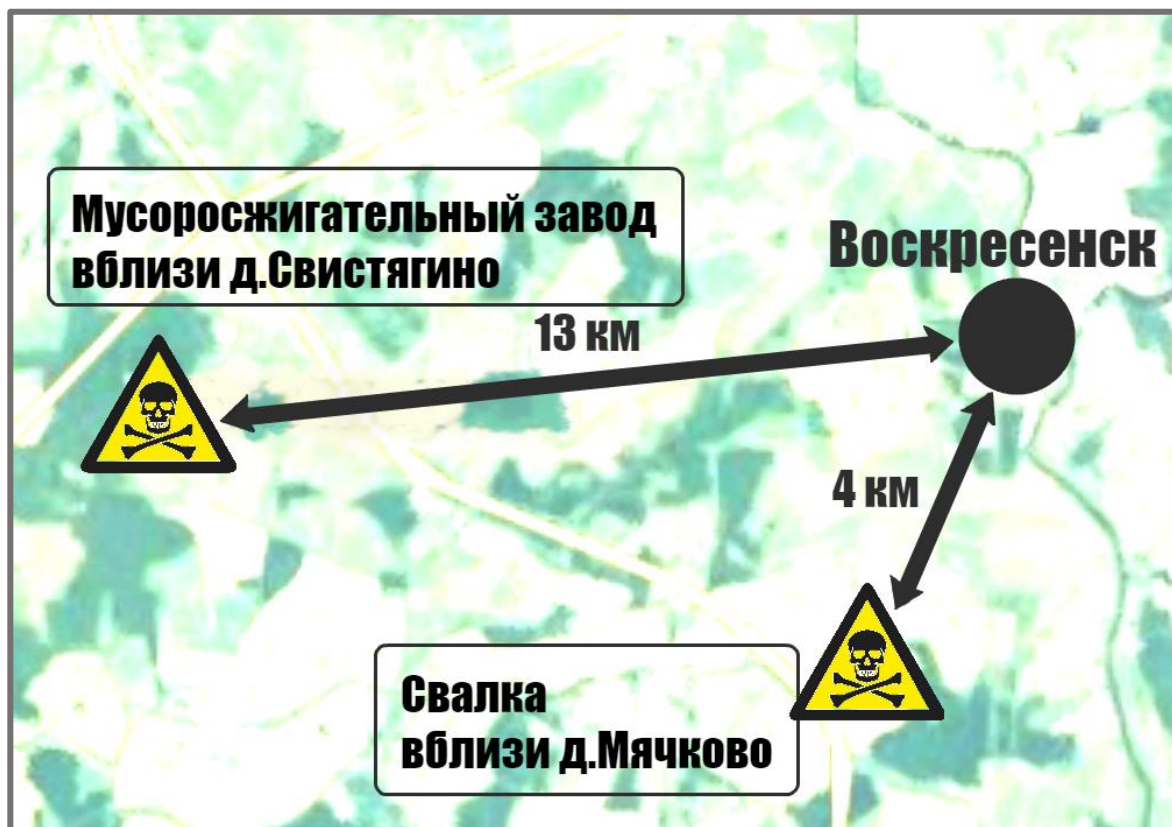 Мусоросжигательный завод
вблизи д.Свистягино
Воскресенск
13 км
4 км
Свалка
вблизи д.Мячково